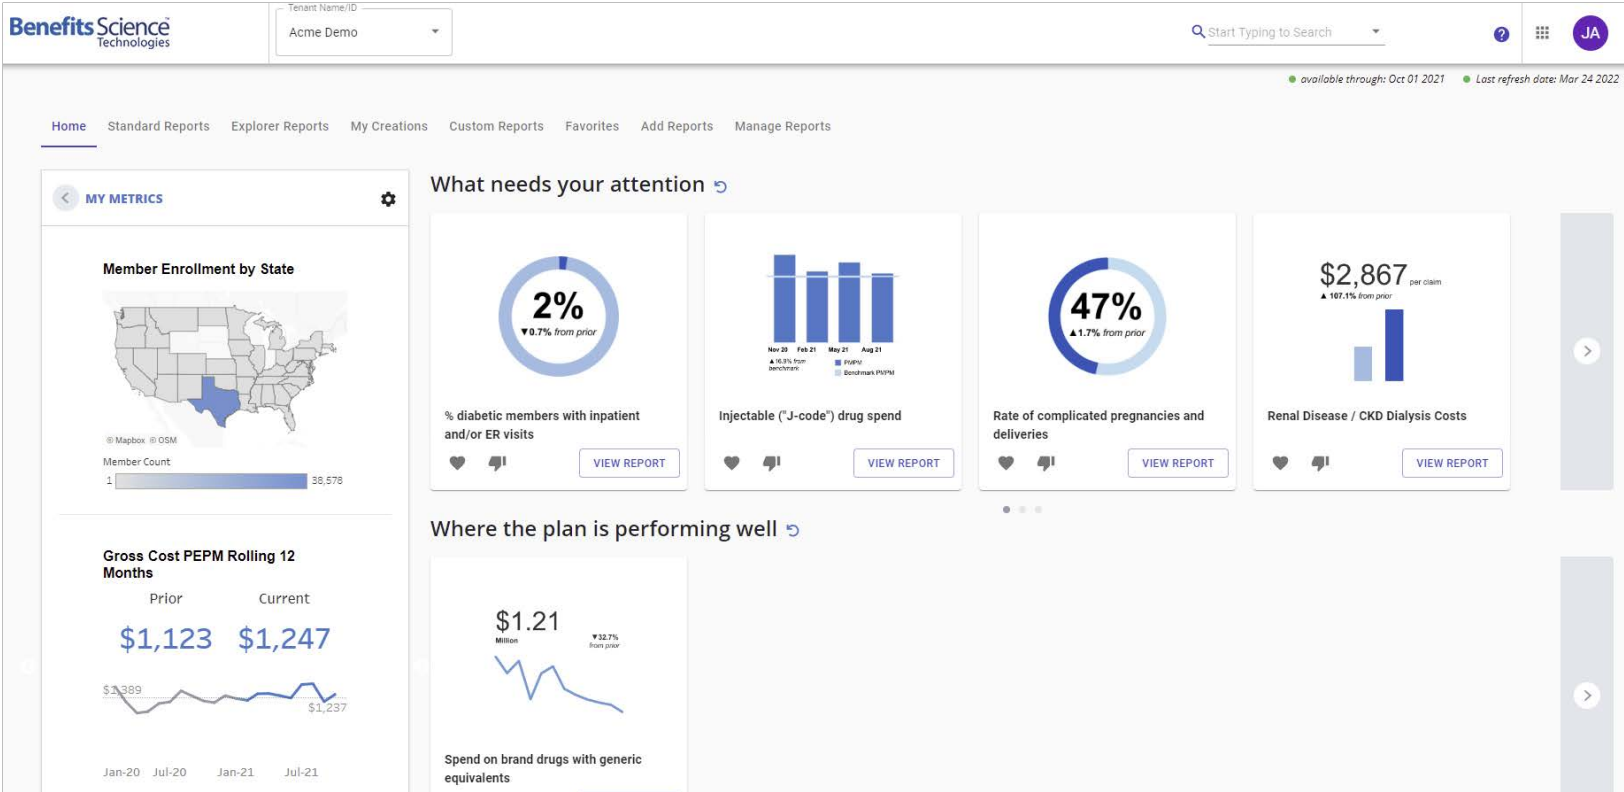 Benefits Science
Technologies
Tenant Name/ID
Acme Demo
Start Typing to Search
?
JA
available through: Oct 01 2021
Last refresh date: Mar 24 2022
Home
Standard Reports
Explorer Reports
My Creations
Custom Reports
Favorites
Add Reports
Manage Reports
MY METRICS
Member Enrollment by State
© Mapbox © OSM
Member Count
1
38,578
Gross Cost PEPM Rolling 12
Months
Prior
Current
$1,123
$1,247
$1,389
$1,237
Jan-20
Jul-20
Jan-21
Jul-21
What needs your attention
2%
▼0.7% from prior
% diabetic members with inpatient
and/or ER visits
VIEW REPORT
Nov 20
Feb 21
May 21
Aug 21
▲16.9% from
benchmark
PMPM
Benchmark PMPM
Injectable ("J-code") drug spend
VIEW REPORT
47%
▲1.7% from prior
Rate of complicated pregnancies and
deliveries
VIEW REPORT
$2,867 per claim
▲ 107.1% from prior
Renal Disease / CKD Dialysis Costs
VIEW REPORT
Where the plan is performing well
$1.21
Million
▼32.7%
from prior
Spend on brand drugs with generic
equivalents